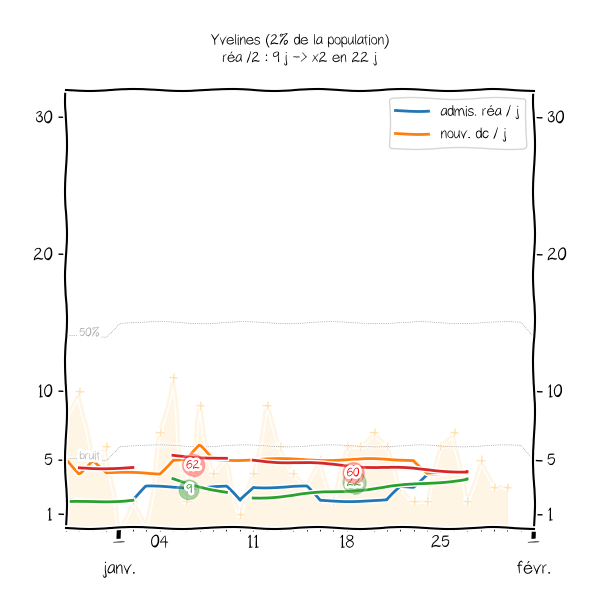 Yvelines (2% de la population)
réa /2 : 9 j -> x2 en 22 j
admis. réa / j
nouv. dc / j
30
30
20
20
50%
10
10
bruit
5
5
62
60
22
9
1
1
04
11
18
25
janv.
févr.